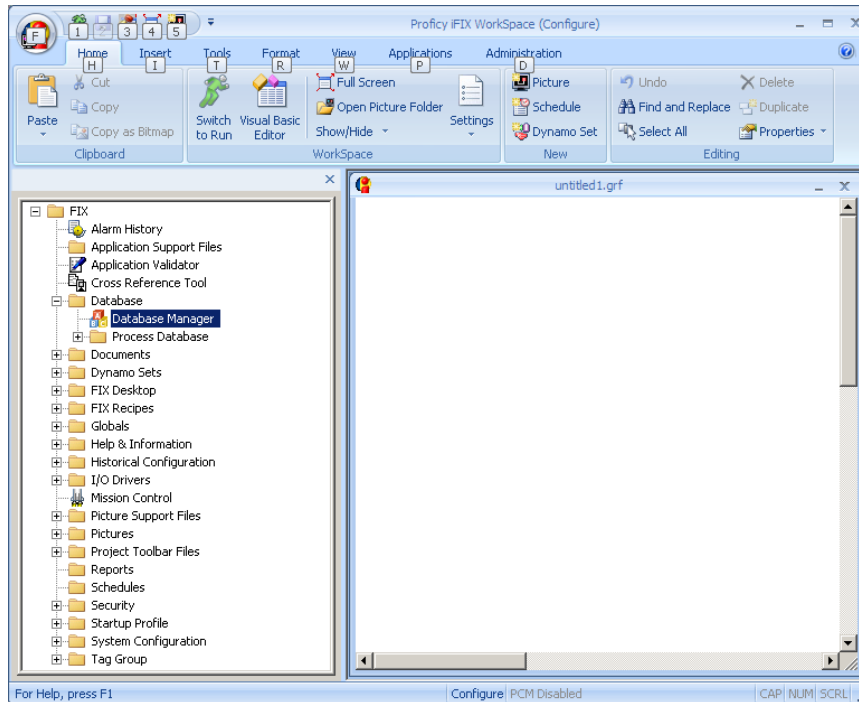 F 1 3 4 5 Proficy iFIX WorkSpace (Configure)
Home Insert Tools Format View Applications Administration
H I T R W P D
Cut
Copy
Copy as Bitmap
Paste
Clipboard
Switch to Run
Visual Basic Editor
Full Screen
Open Picture Folder
Show/Hide
Settings
WorkSpace
Picture
Schedule
Dynamo Set
New
Undo
Find and Replace
Select All
Delete
Duplicate
Properties
Editing
untitled1.grf
FIX
Alarm History
Application Support Files
Application Validator
Cross Reference Tool
Database
Database Manager
Process Database
Documents
Dynamo Sets
FIX Desktop
FIX Recipes
Globals
Help & Information
Historical Configuration
I/O Drivers
Mission Control
Picture Support Files
Pictures
Project Toolbar Files
Reports
Schedules
Security
Startup Profile
System Configuration
Tag Group
For Help, press F1 Configure PCM Disabled CAP NUM SCRL